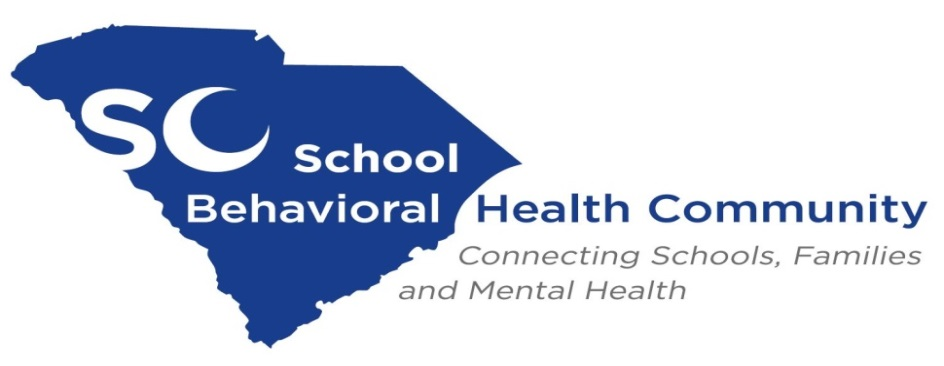 SC School
Behavioral Health Community
Connecting Schools, Families
and Mental Health